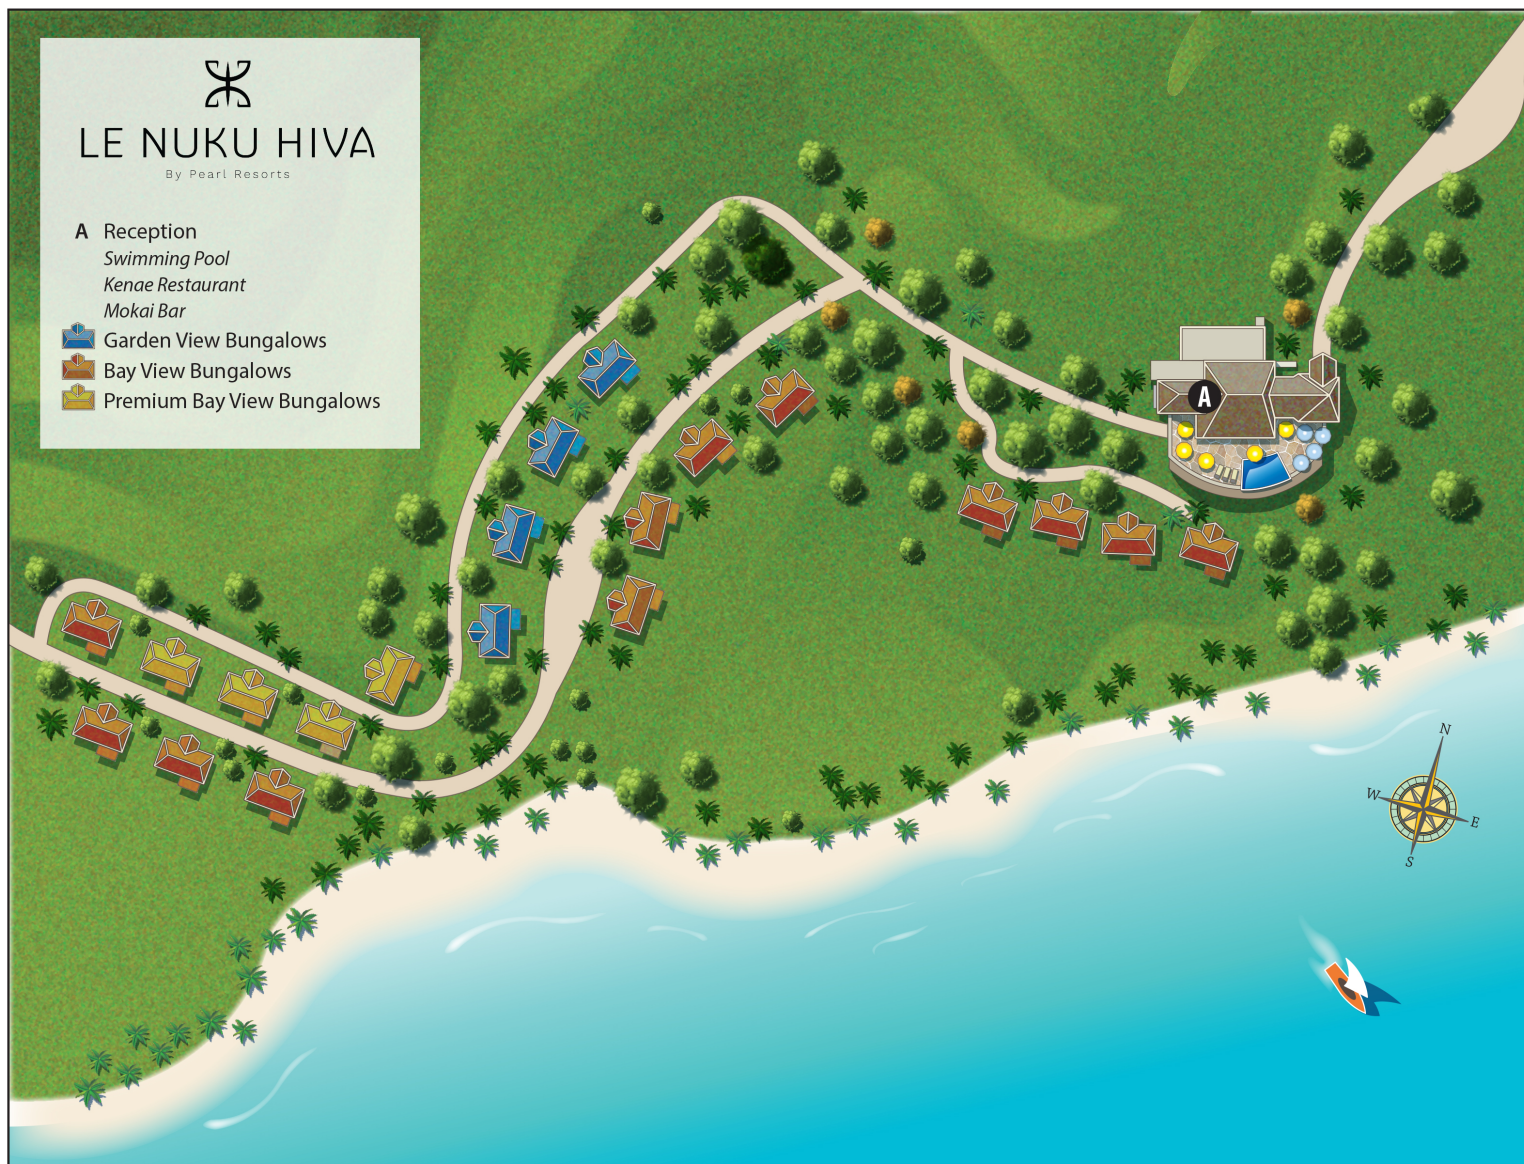 LE NUKU HIVA
By Pearl Resorts
A Reception
Swimming Pool
Kenae Restaurant
Mokai Bar
Garden View Bungalows
Bay View Bungalows
Premium Bay View Bungalows
A
N
W
E
S